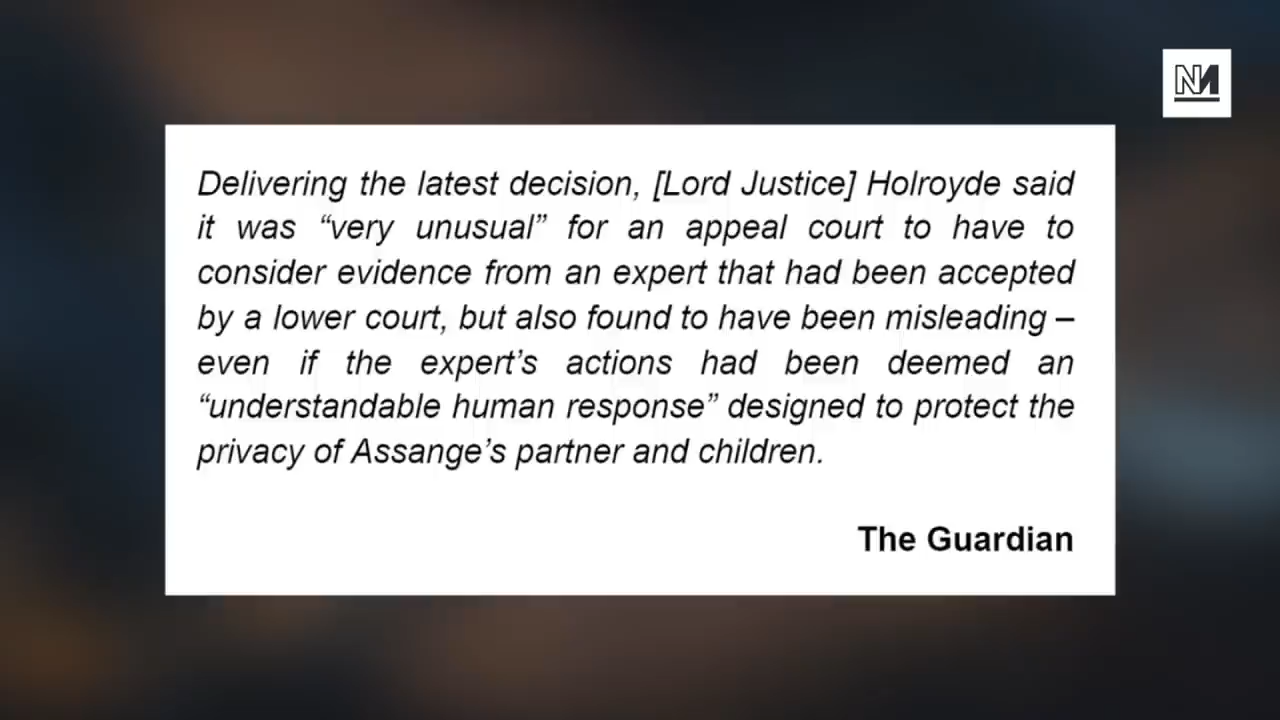 NM
Delivering the latest decision, [Lord Justice] Holroyde said
it was “very unusual” for an appeal court to have to
consider evidence from an expert that had been accepted
by a lower court, but also found to have been misleading –
even if the expert’s actions had been deemed an
“understandable human response” designed to protect the
privacy of Assange’s partner and children.
The Guardian